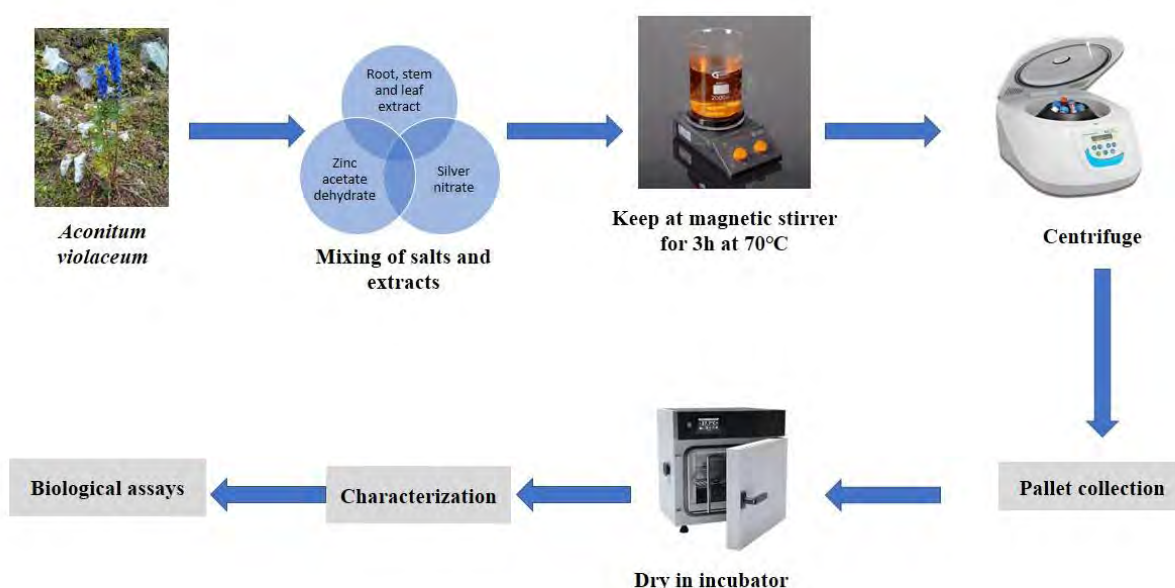 Root, stem
and leaf
extract
Zinc
acetate
dehydrate
Silver
nitrate
Aconitum
violaceum
Mixing of salts and
extracts
Keep at magnetic stirrer
for 3h at 70°C
Centrifuge
Biological assays
Characterization
Dry in incubator
Pallet collection